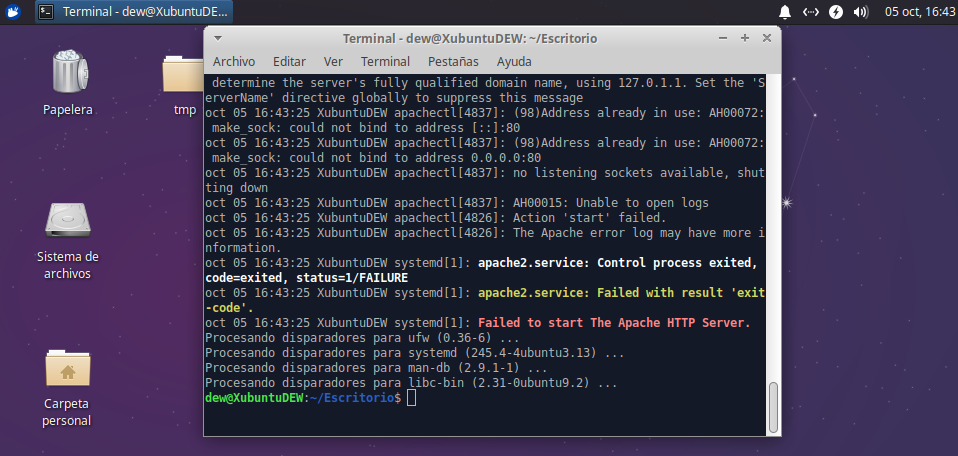 Terminal - dew@XubuntuDE...
05 oct, 16:43
Papelera
tmp
Sistema de
archivos
Carpeta
personal
Terminal - dew@XubuntuDEW: ~/Escritorio
Archivo Editar Ver Terminal Pestañas Ayuda
determine the server's fully qualified domain name, using 127.0.1.1. Set the 'S
erverName' directive globally to suppress this message
oct 05 16:43:25 XubuntuDEW apachectl[4837]: (98)Address already in use: AH00072:
make_sock: could not bind to address [::]:80
oct 05 16:43:25 XubuntuDEW apachectl[4837]: (98)Address already in use: AH00072:
make_sock: could not bind to address 0.0.0.0:80
oct 05 16:43:25 XubuntuDEW apachectl[4837]: no listening sockets available, shut
ting down
oct 05 16:43:25 XubuntuDEW apachectl[4837]: AH00015: Unable to open logs
oct 05 16:43:25 XubuntuDEW apachectl[4826]: Action 'start' failed.
oct 05 16:43:25 XubuntuDEW apachectl[4826]: The Apache error log may have more i
nformation.
oct 05 16:43:25 XubuntuDEW systemd[1]: apache2.service: Control process exited,
code=exited, status=1/FAILURE
oct 05 16:43:25 XubuntuDEW systemd[1]: apache2.service: Failed with result 'exit
-code'.
oct 05 16:43:25 XubuntuDEW systemd[1]: Failed to start The Apache HTTP Server.
Procesando disparadores para ufw (0.36-6) ...
Procesando disparadores para systemd (245.4-4ubuntu3.13) ...
Procesando disparadores para man-db (2.9.1-1) ...
Procesando disparadores para libc-bin (2.31-0ubuntu9.2) ...
dew@XubuntuDEW:~/Escritorio$